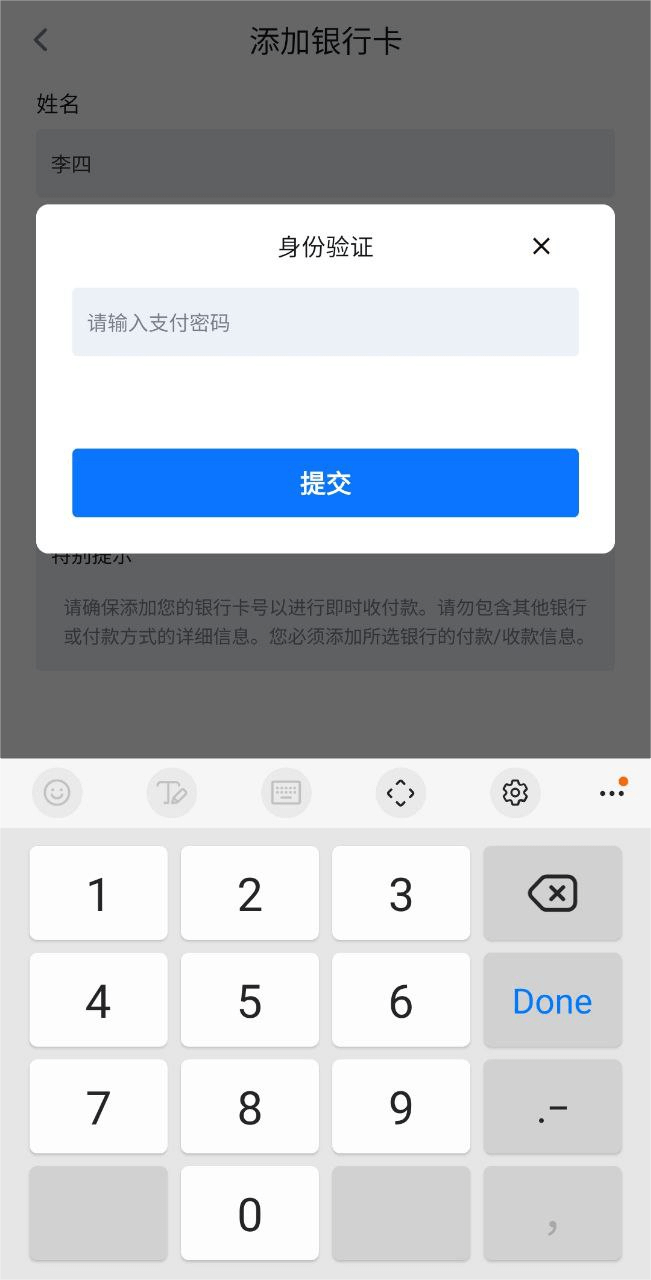 添加银行卡
姓名
李四
身份验证
请输入支付密码
提交
特别提示
请确保添加您的银行卡号以进行即时收付款。请勿包含其他银行
或付款方式的详细信息。您必须添加所选银行的付款/收款信息。
1 2 3
4 5 6 Done
7 8 9 .-
0 ,